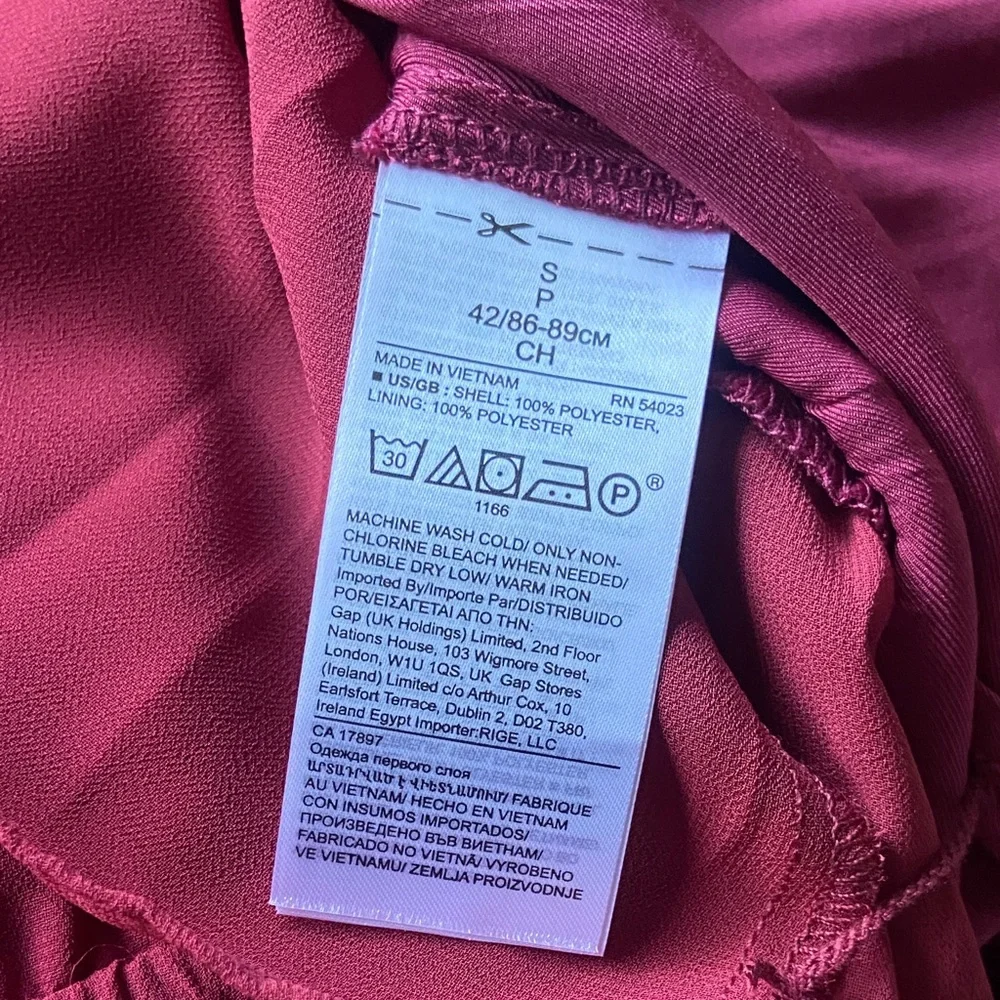 S
P
42/86-89см
CH
MADE IN VIETNAM
RN 54023
■ US/GB : SHELL: 100% POLYESTER,
LINING: 100% POLYESTER
30 P ®
1166
MACHINE WASH COLD/ ONLY NON-
CHLORINE BLEACH WHEN NEEDED/
TUMBLE DRY LOW/ WARM IRON
Imported By/Importe Par/DISTRIBUIDO
POR/ΕΙΣΑΓΕΤΑΙ ΑΠΟ ΤΗΝ:
Gap (UK Holdings) Limited, 2nd Floor
Nations House, 103 Wigmore Street,
London, W1U 1QS, UK Gap Stores
(Ireland) Limited c/o Arthur Cox, 10
Earlsfort Terrace, Dublin 2, D02 T380,
Ireland Egypt Importer:RIGE, LLC
CA 17897
Одежда первого слоя
ԱՐՏԱԴՐՎԱԾ Է ՎԻԵՏՆԱՄՈՒՄ/ FABRIQUE
AU VIETNAM/ HECHO EN VIETNAM
CON INSUMOS IMPORTADOS/
ПРОИЗВЕДЕНО ВЪВ ВИЕТНАМ/
FABRICADO NO VIETNÃ/ VYROBENO
VE VIETNAMU/ ZEMLJA PROIZVODNJE